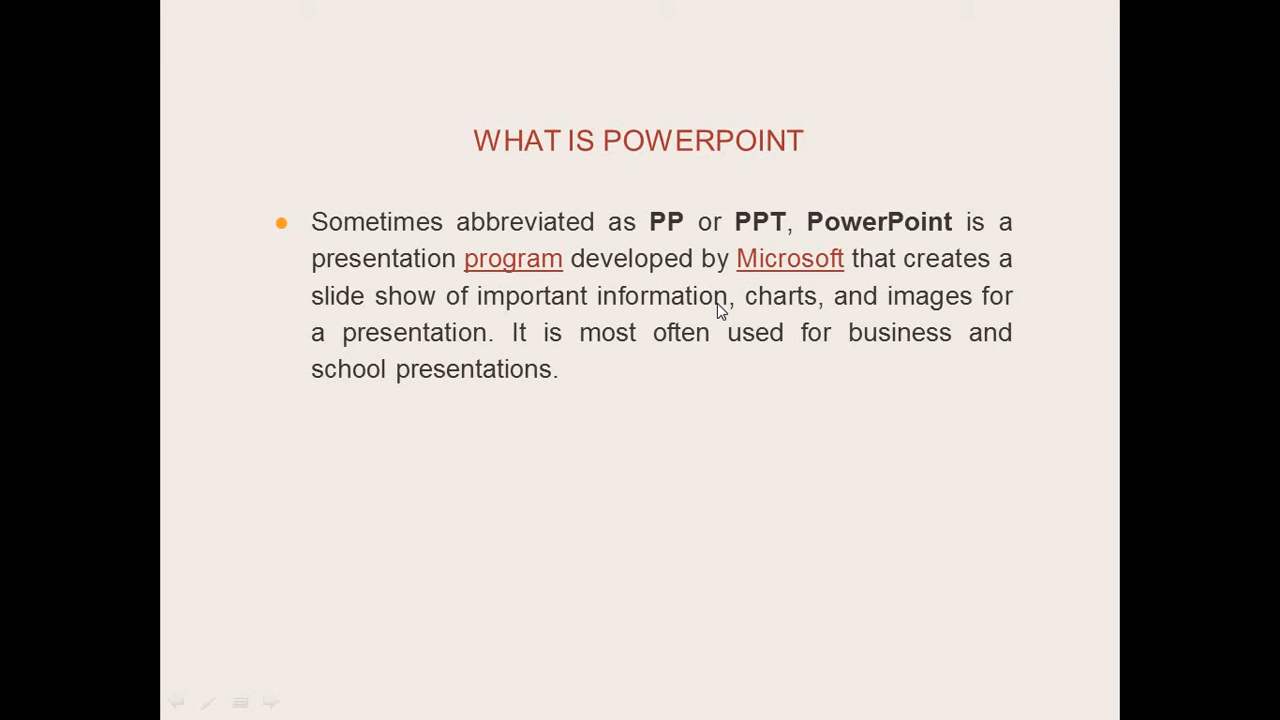 WHAT IS POWERPOINT
Sometimes abbreviated as PP or PPT, PowerPoint is a
presentation program developed by Microsoft that creates a
slide show of important information, charts, and images for
a presentation. It is most often used for business and
school presentations.